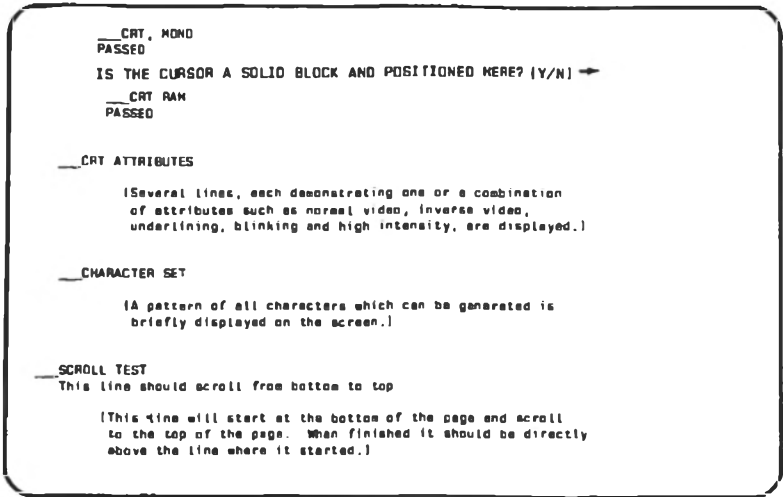 ___CRT, MONO
PASSED
IS THE CURSOR A SOLID BLOCK AND POSITIONED HERE? (Y/N) →
___CRT RAM
PASSED
___CRT ATTRIBUTES
(Several lines, each demonstrating one or a combination
of attributes such as normal video, inverse video,
underlining, blinking and high intensity, are displayed.)
___CHARACTER SET
(A pattern of all characters which can be generated is
briefly displayed on the screen.)
___SCROLL TEST
This line should scroll from bottom to top
(This line will start at the bottom of the page and scroll
to the top of the page. When finished it should be directly
above the line where it started.)